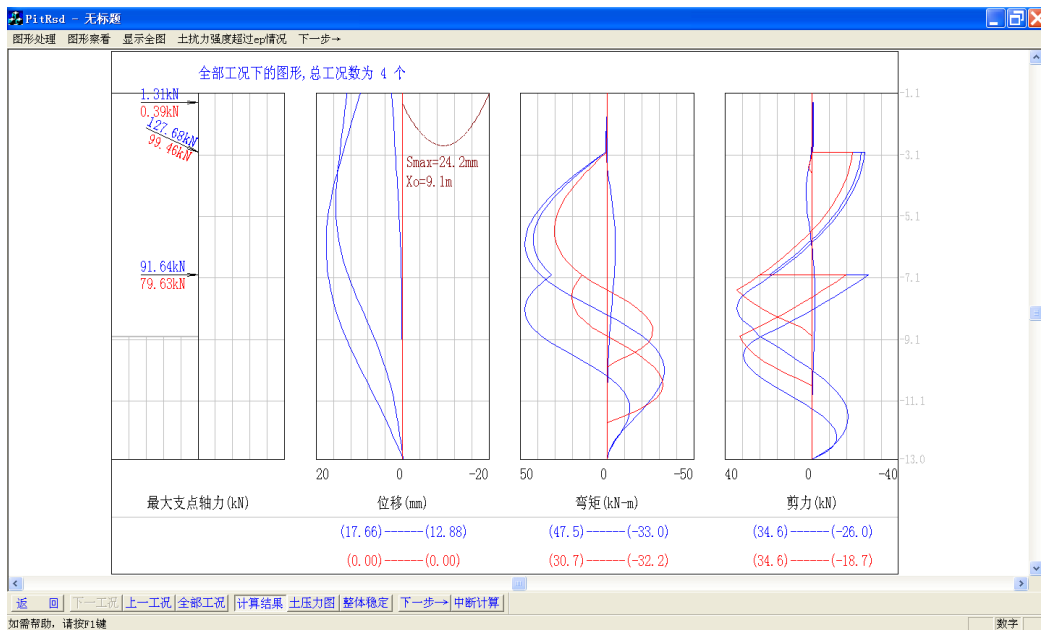 PitRsd - 无标题
图形处理 图形察看 显示全图 土抗力强度超过ep情况 下一步→
全部工况下的图形,总工况数为 4 个
1.31kN
0.39kN
127.68kN
99.46kN
91.64kN
79.63kN
Smax=24.2mm
Xo=9.1m
-1.1
-3.1
-5.1
-7.1
-9.1
-11.1
-13.0
20 0 -20 50 0 -50 40 0 -40
最大支点轴力(kN) 位移(mm) 弯矩(kN-m) 剪力(kN)
(17.66)------(12.88) (47.5)------(-33.0) (34.6)------(-26.0)
(0.00)------(0.00) (30.7)------(-32.2) (34.6)------(-18.7)
返 回 下一工况 上一工况 全部工况 计算结果 土压力图 整体稳定 下一步→ 中断计算
如需帮助，请按F1键 数字